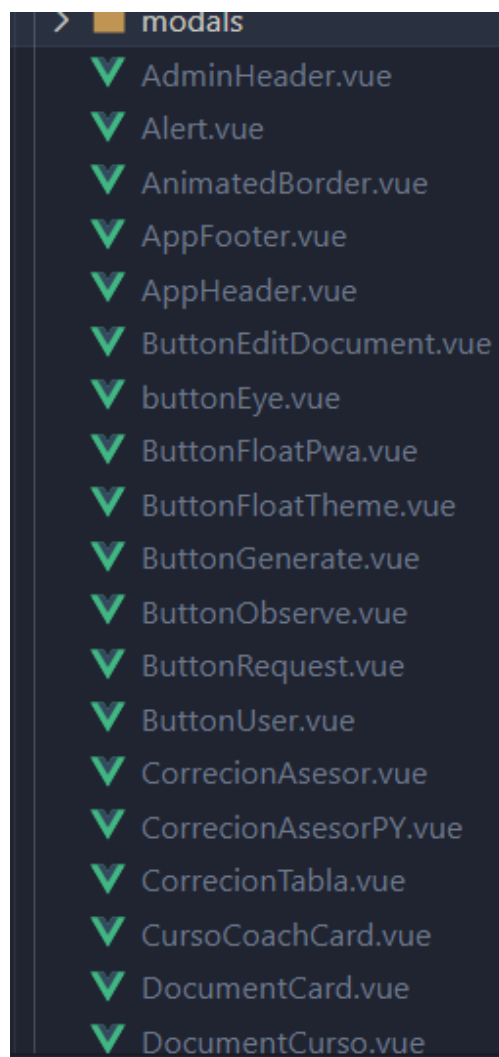 modals
AdminHeader.vue
Alert.vue
AnimatedBorder.vue
AppFooter.vue
AppHeader.vue
ButtonEditDocument.vue
buttonEye.vue
ButtonFloatPwa.vue
ButtonFloatTheme.vue
ButtonGenerate.vue
ButtonObserve.vue
ButtonRequest.vue
ButtonUser.vue
CorrecionAsesor.vue
CorrecionAsesorPY.vue
CorrecionTabla.vue
CursoCoachCard.vue
DocumentCard.vue
DocumentCurso.vue